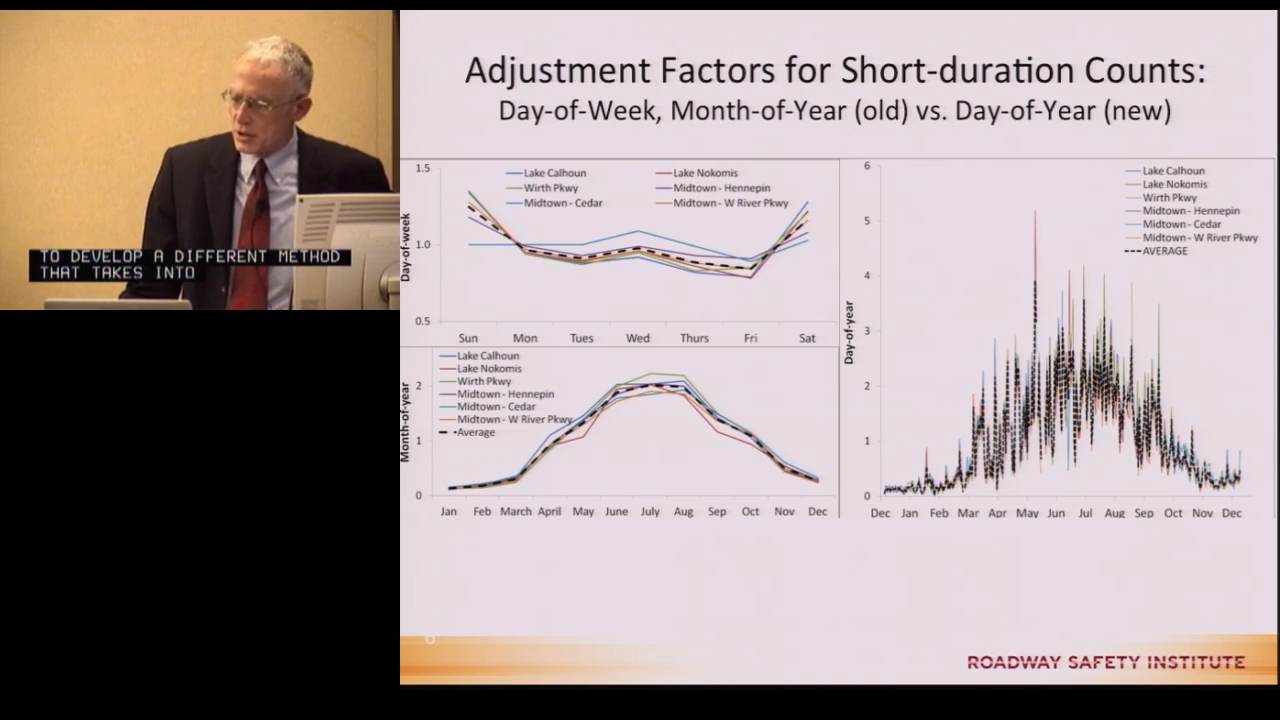 TO DEVELOP A DIFFERENT METHOD
THAT TAKES INTO
Adjustment Factors for Short-duration Counts:
Day-of-Week, Month-of-Year (old) vs. Day-of-Year (new)
1.5
1.0
0.5
Day-of-week
Lake Calhoun
Lake Nokomis
Wirth Pkwy
Midtown - Hennepin
Midtown - Cedar
Midtown - W River Pkwy
Sun Mon Tues Wed Thurs Fri Sat
Month-of-year
2
1
0
Lake Calhoun
Lake Nokomis
Wirth Pkwy
Midtown - Hennepin
Midtown - Cedar
Midtown - W River Pkwy
Average
Jan Feb March April May June July Aug Sep Oct Nov Dec
Day-of-year
6
5
4
3
2
1
0
Lake Calhoun
Lake Nokomis
Wirth Pkwy
Midtown - Hennepin
Midtown - Cedar
Midtown - W River Pkwy
AVERAGE
Dec Jan Feb Mar Apr May Jun Jul Aug Sep Oct Nov Dec
6
ROADWAY SAFETY INSTITUTE